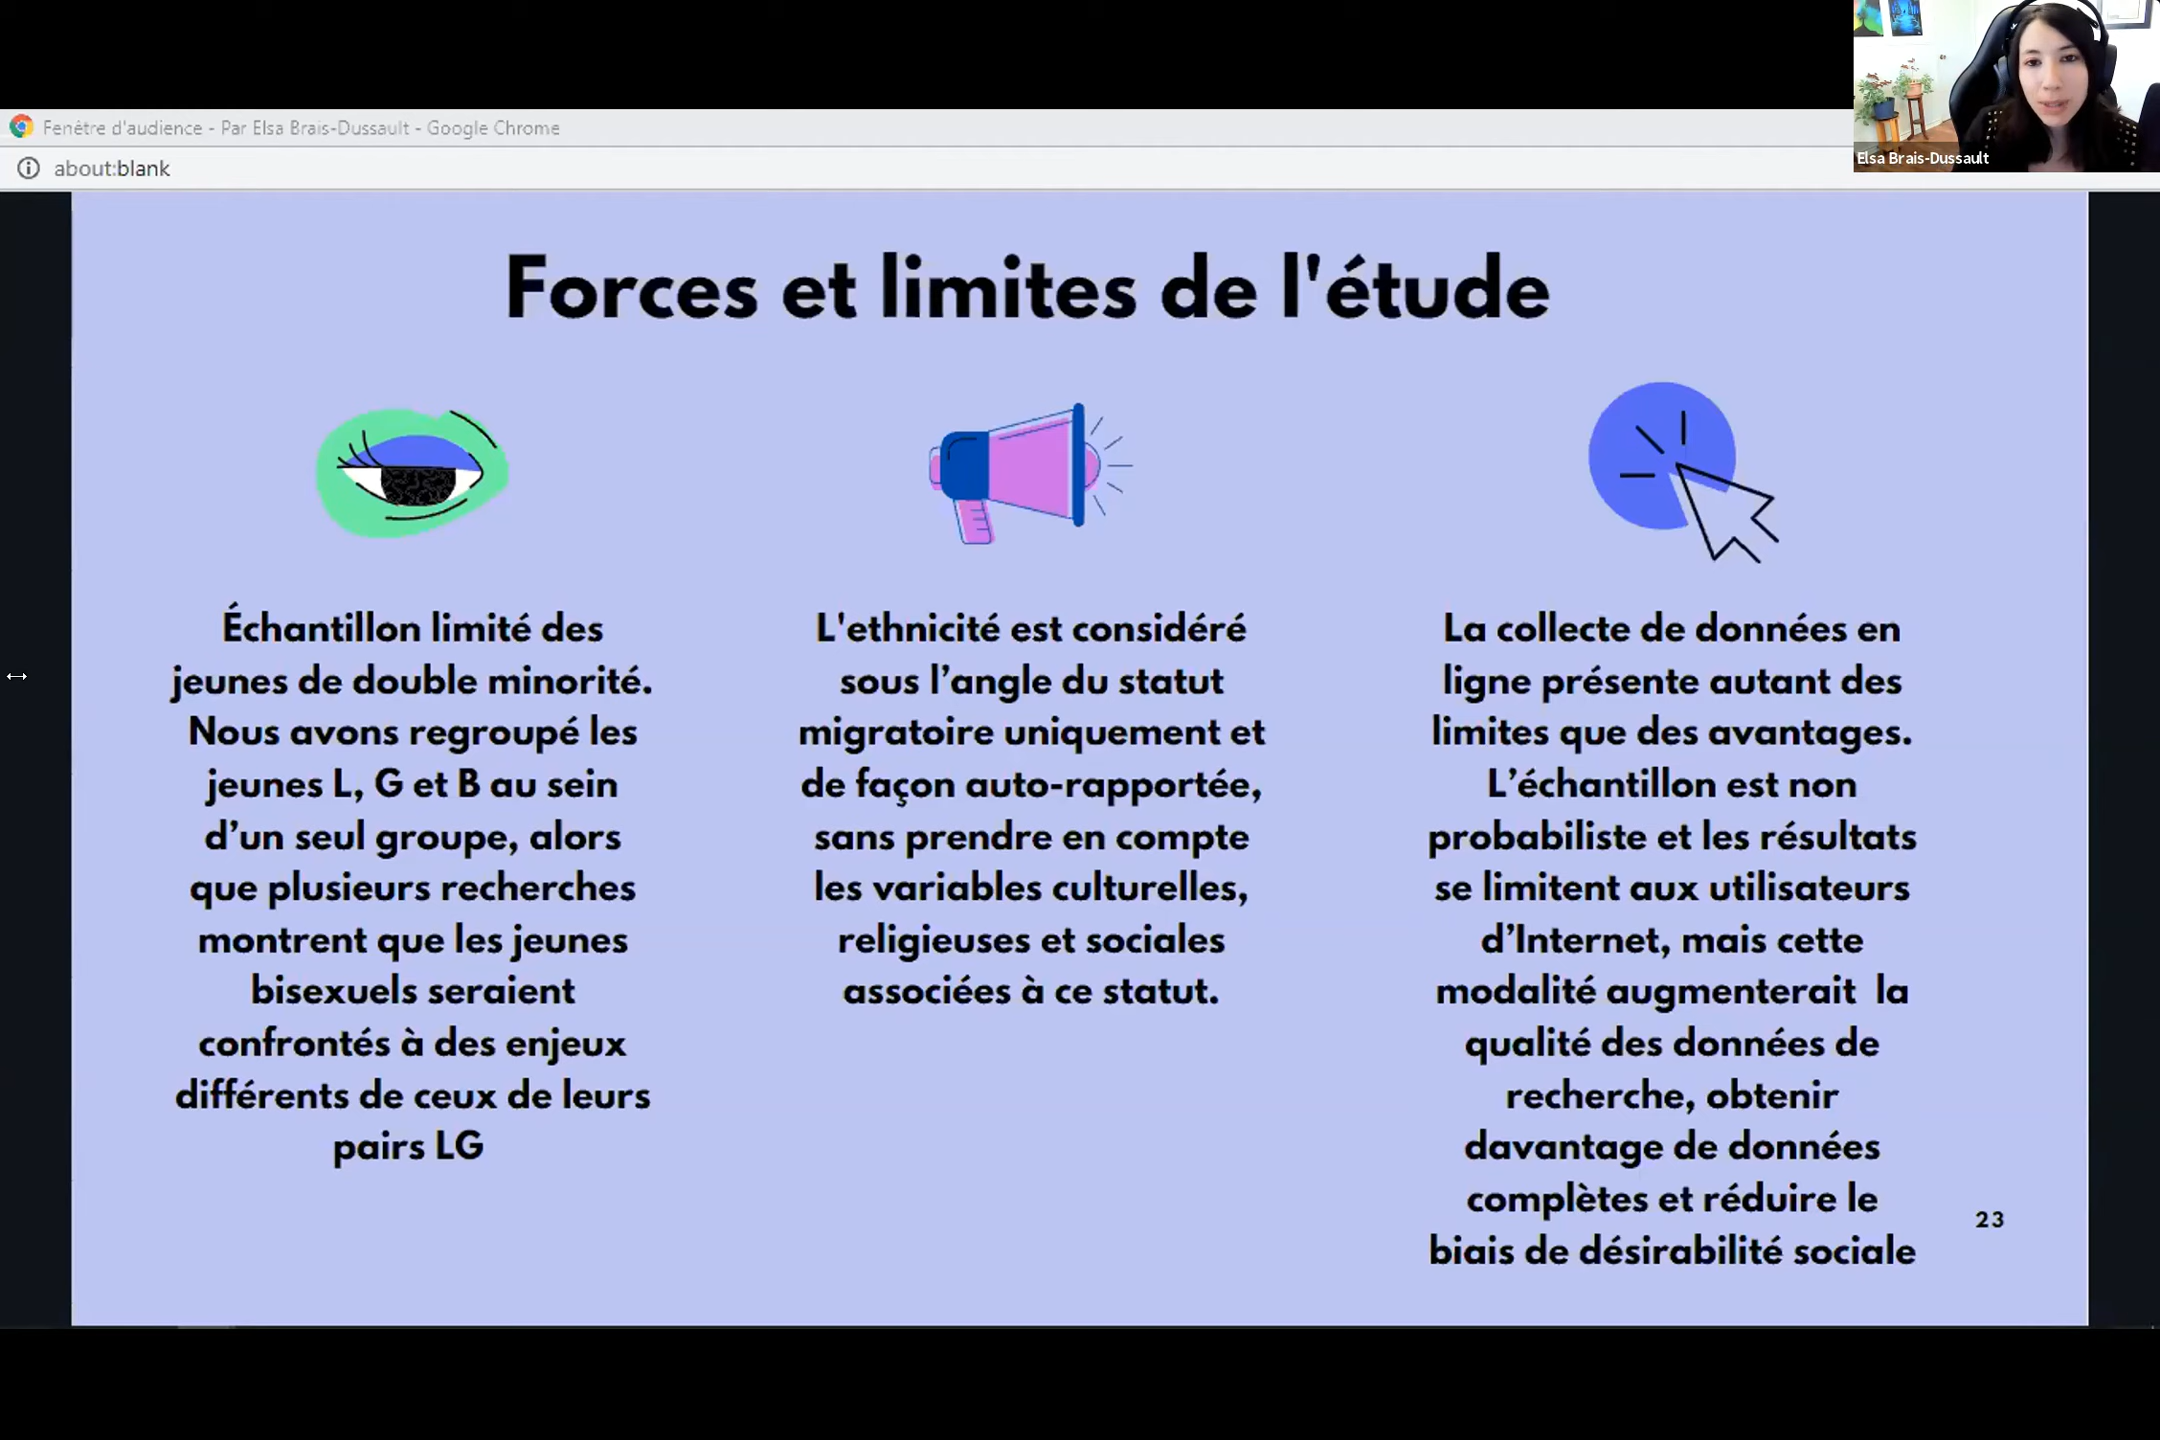 Fenêtre d'audience - Par Elsa Brais-Dussault - Google Chrome
about:blank
Elsa Brais-Dussault
Forces et limites de l'étude
Échantillon limité des
jeunes de double minorité.
Nous avons regroupé les
jeunes L, G et B au sein
d’un seul groupe, alors
que plusieurs recherches
montrent que les jeunes
bisexuels seraient
confrontés à des enjeux
différents de ceux de leurs
pairs LG
L'ethnicité est considéré
sous l’angle du statut
migratoire uniquement et
de façon auto-rapportée,
sans prendre en compte
les variables culturelles,
religieuses et sociales
associées à ce statut.
La collecte de données en
ligne présente autant des
limites que des avantages.
L’échantillon est non
probabiliste et les résultats
se limitent aux utilisateurs
d’Internet, mais cette
modalité augmenterait  la
qualité des données de
recherche, obtenir
davantage de données
complètes et réduire le
biais de désirabilité sociale
23